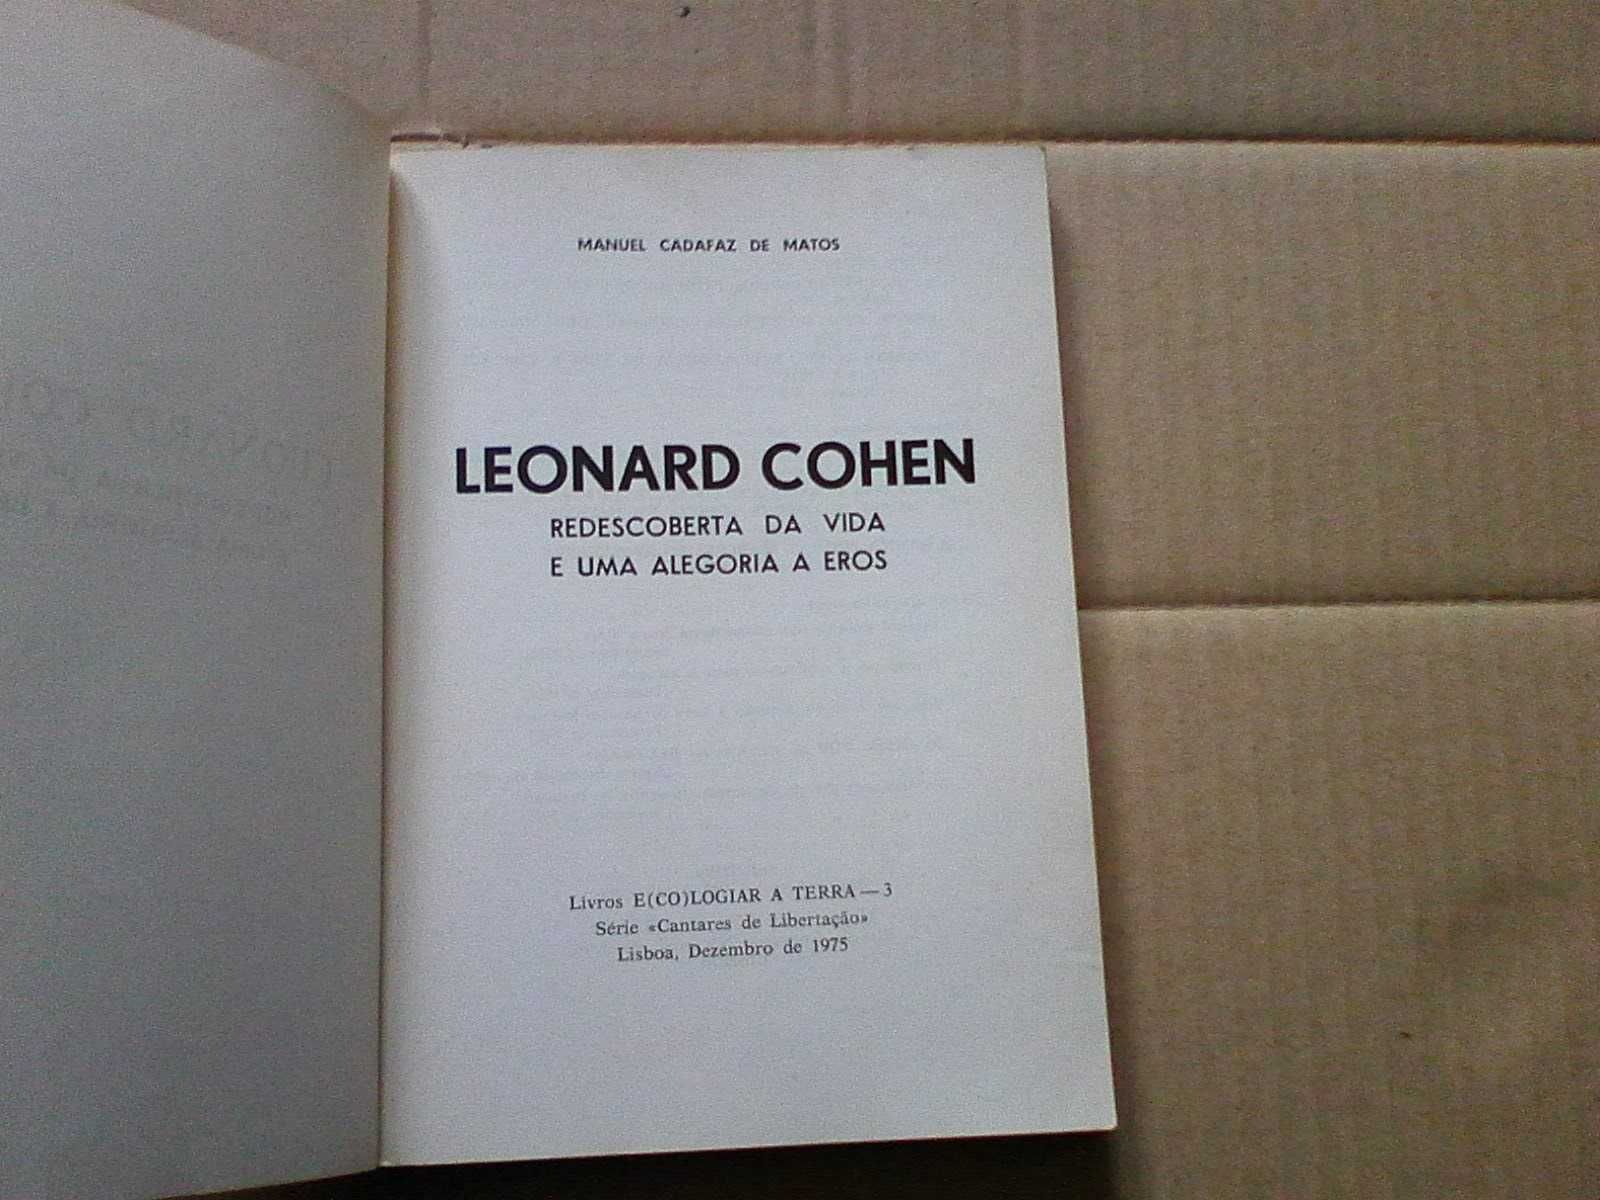 MANUEL CADAFAZ DE MATOS
LEONARD COHEN
REDESCOBERTA DA VIDA
E UMA ALEGORIA A EROS
Livros E(CO)LOGIAR A TERRA — 3
Série «Cantares de Libertação»
Lisboa, Dezembro de 1975